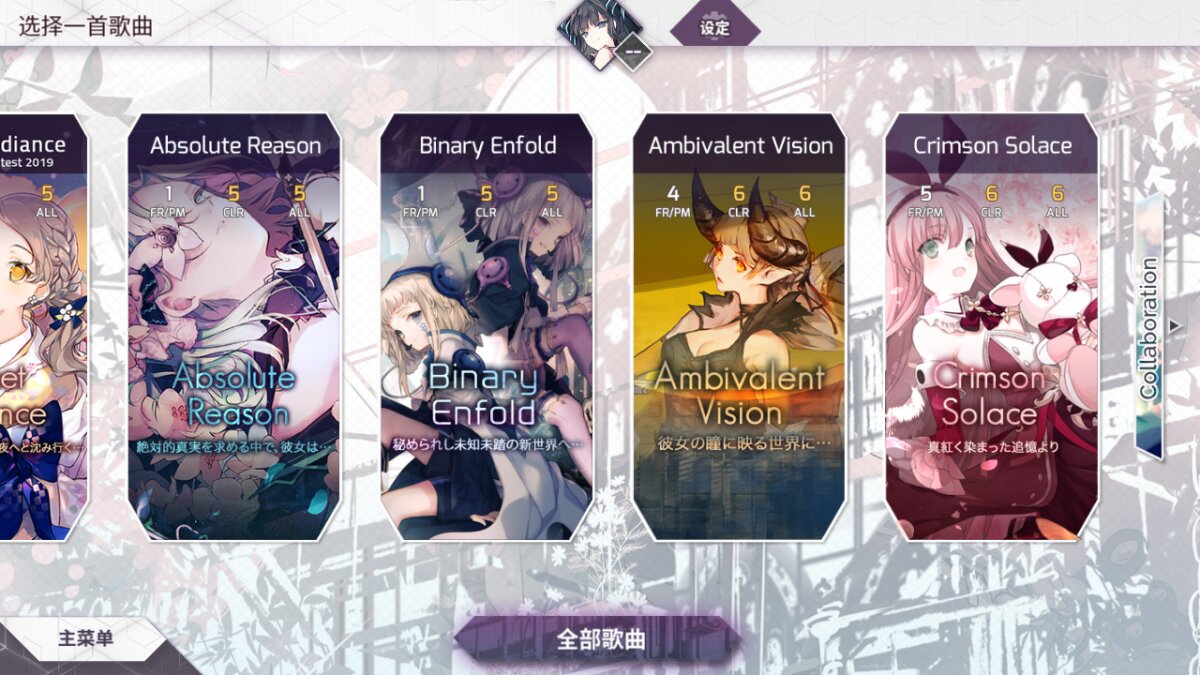 选择一首歌曲
--
设定
diance
test 2019
5
ALL
et
nce
夜へと沈み行く…
Absolute Reason
1 5 5
FR/PM CLR ALL
Absolute
Reason
絶対的真実を求める中で、彼女は…
Binary Enfold
1 5 5
FR/PM CLR ALL
Binary
Enfold
秘められし未知未踏の新世界へ…
Ambivalent Vision
4 6 6
FR/PM CLR ALL
Ambivalent
Vision
彼女の瞳に映る世界に…
Crimson Solace
5 6 6
FR/PM CLR ALL
Crimson
Solace
真紅く染まった追憶より
Collaboration
主菜单
全部歌曲